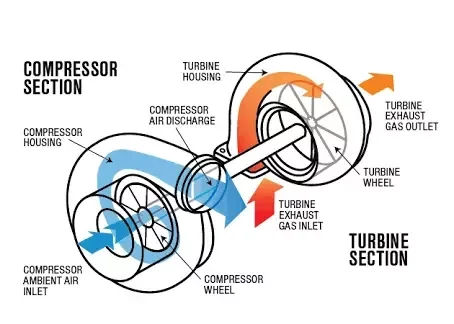 COMPRESSOR
SECTION
TURBINE
HOUSING
COMPRESSOR
AIR DISCHARGE
COMPRESSOR
HOUSING
TURBINE
EXHAUST
GAS OUTLET
TURBINE
WHEEL
TURBINE
EXHAUST
GAS INLET
TURBINE
SECTION
COMPRESSOR
AMBIENT AIR
INLET
COMPRESSOR
WHEEL